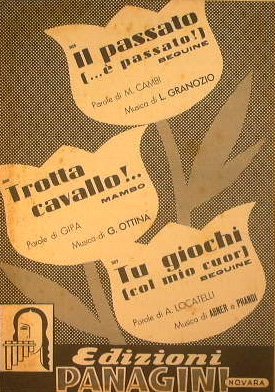 Il passato
(...è passato!)
BEGUINE
Parole di M. CAMBI
Musica di L. GRANOZIO
Trotta
cavallo!...
MAMBO
Parole di GIPA
Musica di G. OTTINA
Tu giochi
(col mio cuor)
BEGUINE
Parole di A. LOCATELLI
Musica di ABNER e PHANDI
Edizioni
PANAGINI
NOVARA